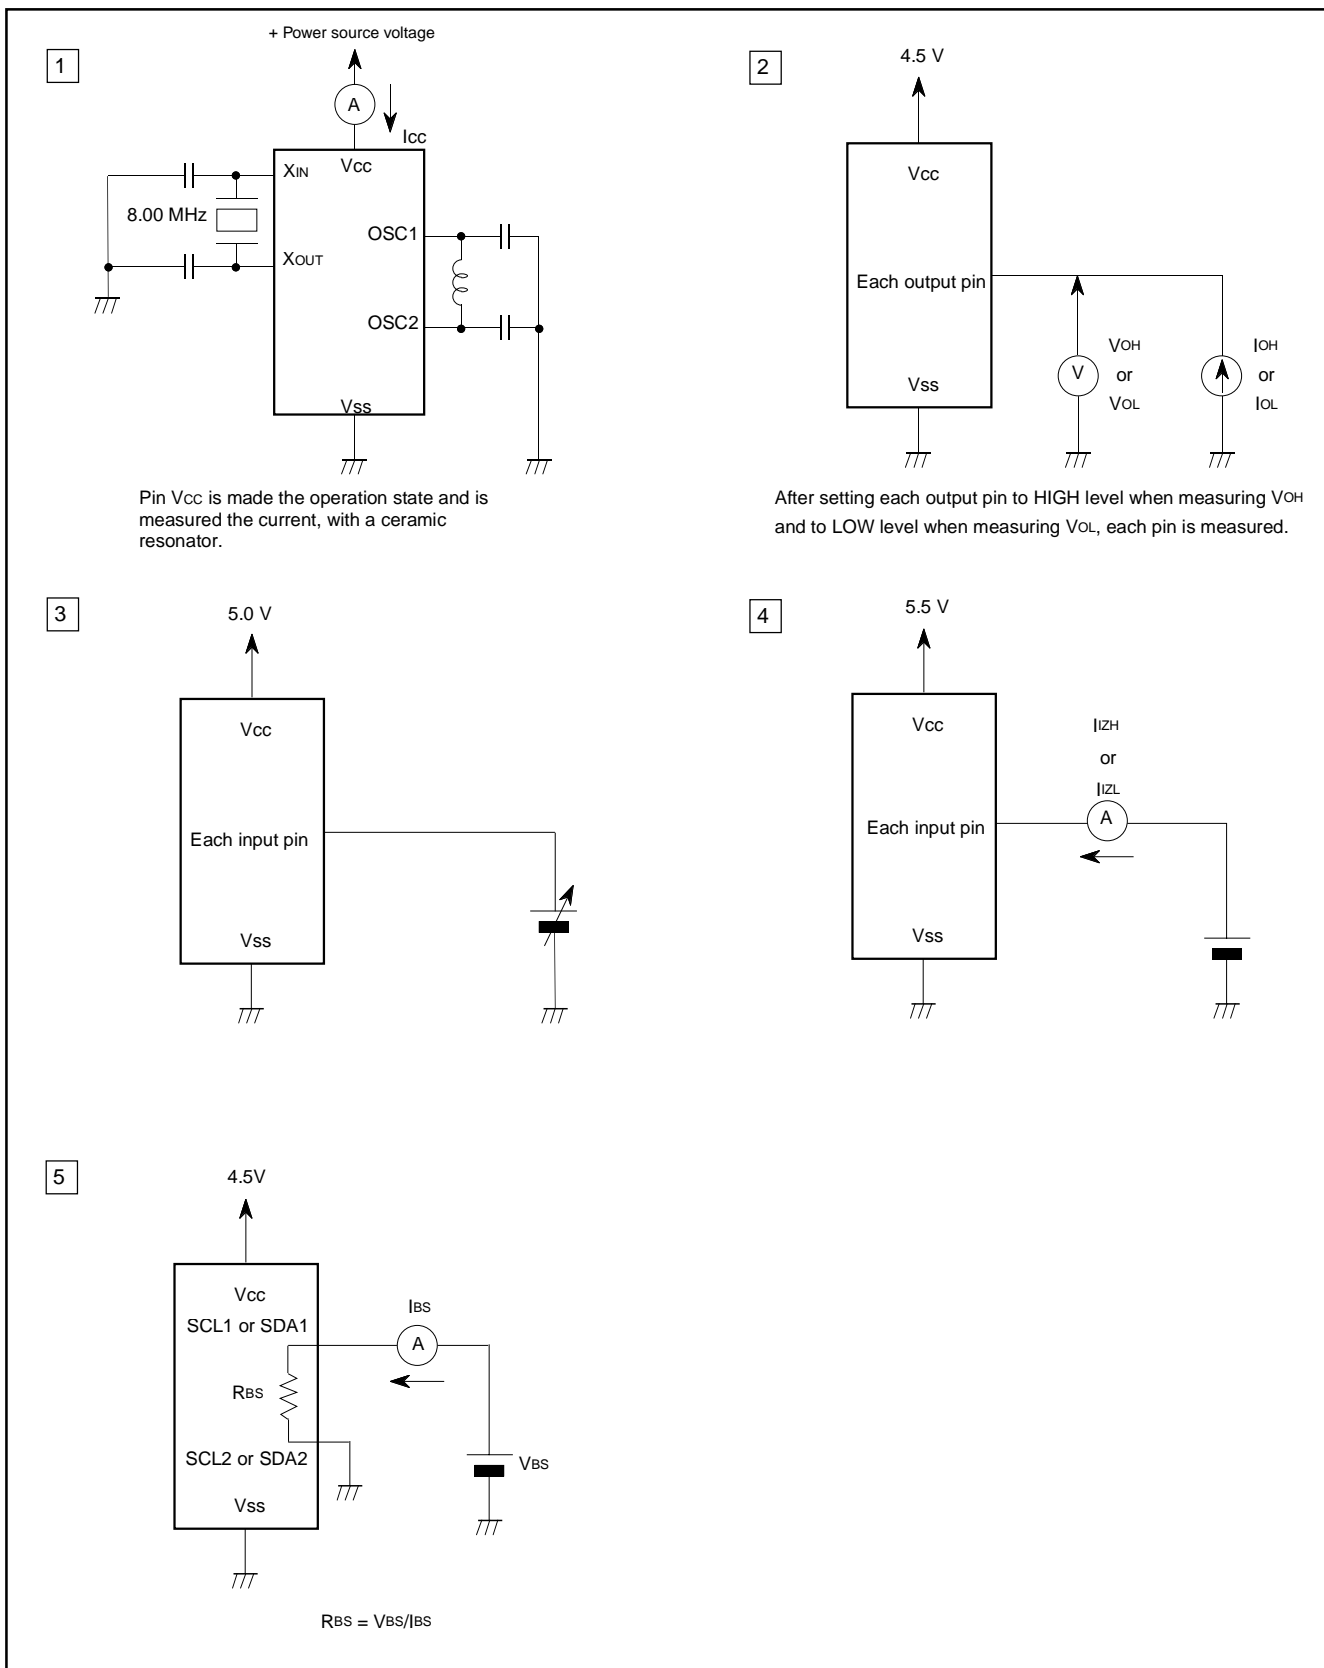 1
+ Power source voltage
A
Icc
XIN
Vcc
8.00 MHz
OSC1
XOUT
OSC2
Vss
Pin VCC is made the operation state and is
measured the current, with a ceramic
resonator.
2
4.5 V
Vcc
Each output pin
VOH
or
VOL
V
IOH
or
IOL
Vss
After setting each output pin to HIGH level when measuring VOH
and to LOW level when measuring VOL, each pin is measured.
3
5.0 V
Vcc
Each input pin
Vss
4
5.5 V
Vcc
IIZH
or
IIZL
Each input pin
A
Vss
5
4.5V
Vcc
SCL1 or SDA1
IBS
A
RBS
SCL2 or SDA2
VBS
Vss
RBS = VBS/IBS